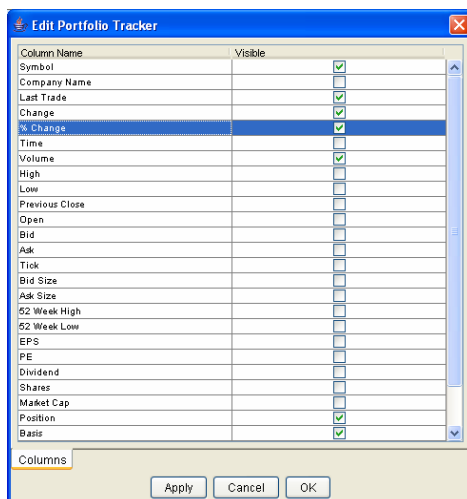 Edit Portfolio Tracker
Column Name Visible
Symbol
Company Name
Last Trade
Change
% Change
Time
Volume
High
Low
Previous Close
Open
Bid
Ask
Tick
Bid Size
Ask Size
52 Week High
52 Week Low
EPS
PE
Dividend
Shares
Market Cap
Position
Basis
Columns
Apply Cancel OK